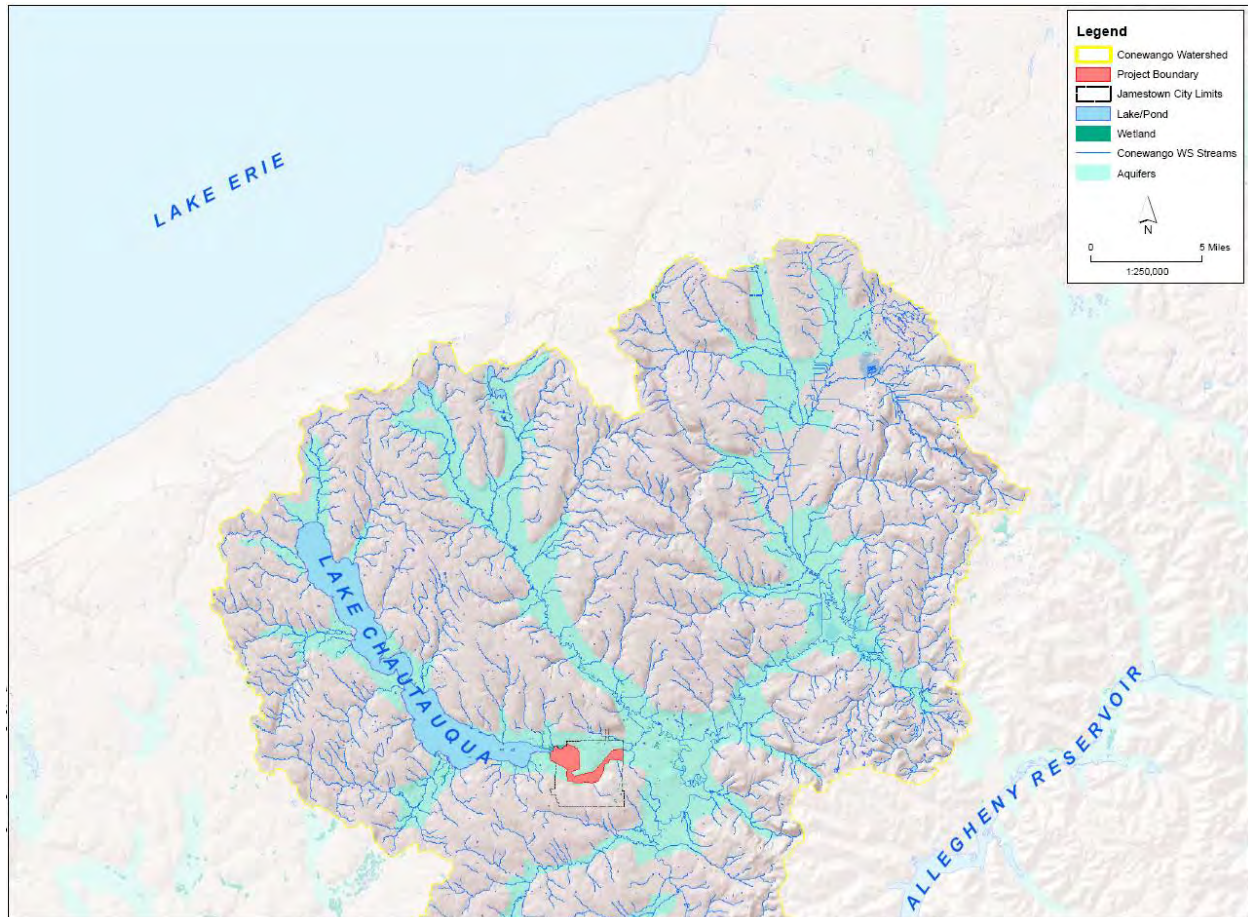 Legend
Conewango Watershed
Project Boundary
Jamestown City Limits
Lake/Pond
Wetland
Conewango WS Streams
Aquifers
N
0 5 Miles
1:250,000
LAKE ERIE
LAKE CHAUTAUQUA
ALLEGHENY RESERVOIR